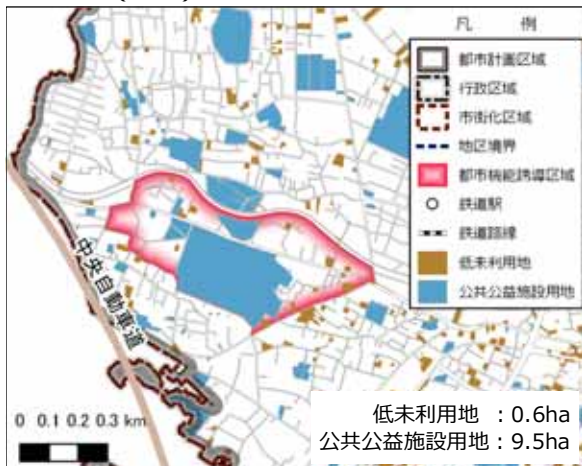 凡 例
都市計画区域
行政区域
市街化区域
地区境界
都市機能誘導区域
鉄道駅
鉄道路線
低未利用地
公共公益施設用地
中央自動車道
0 0.1 0.2 0.3 km
低未利用地 : 0.6ha
公共公益施設用地 : 9.5ha